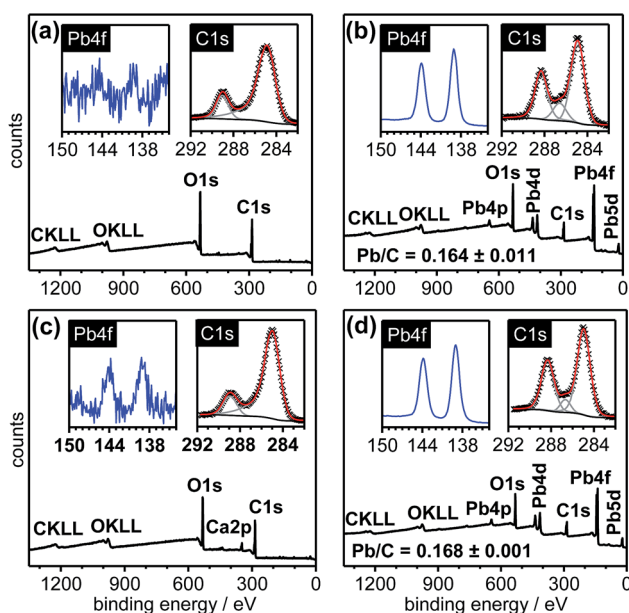 (a)
Pb4f
C1s
150 144 138
292 288 284
counts
O1s
C1s
CKLL
OKLL
1200 900 600 300 0
(b)
Pb4f
C1s
150 144 138
292 288 284
O1s
Pb4f
Pb4d
Pb4p
C1s
Pb5d
CKLL
OKLL
Pb/C = 0.164 ± 0.011
1200 900 600 300 0
(c)
Pb4f
C1s
150 144 138
292 288 284
counts
O1s
C1s
Ca2p
CKLL
OKLL
1200 900 600 300 0
binding energy / eV
(d)
Pb4f
C1s
150 144 138
292 288 284
O1s
Pb4d
Pb4f
Pb4p
C1s
Pb5d
CKLL
OKLL
Pb/C = 0.168 ± 0.001
1200 900 600 300 0
binding energy / eV